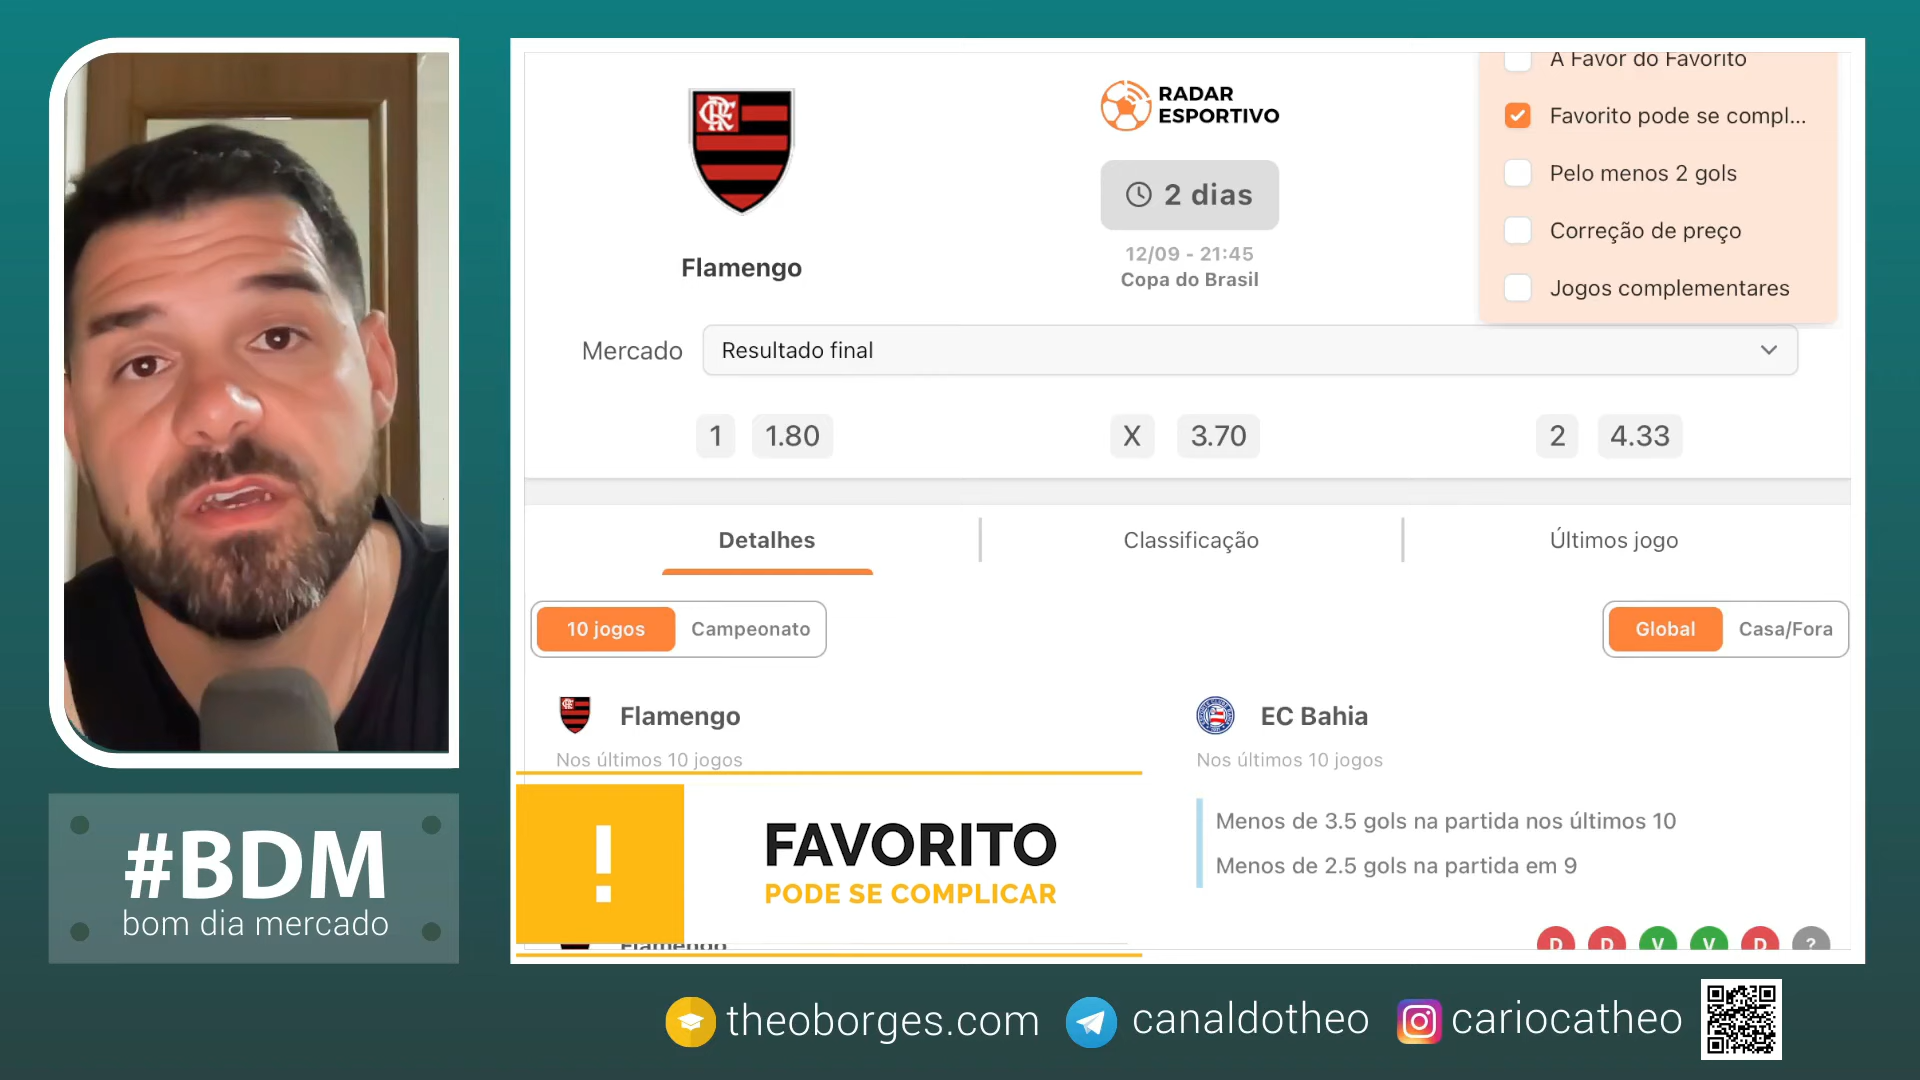 A Favor do Favorito
RADAR
ESPORTIVO
Favorito pode se compl...
Pelo menos 2 gols
2 dias
Correção de preço
12/09 - 21:45
Flamengo
Copa do Brasil
Jogos complementares
Mercado
Resultado final
1 1.80
X 3.70
2 4.33
Detalhes
Classificação
Últimos jogo
10 jogos
Campeonato
Global
Casa/Fora
Flamengo
Nos últimos 10 jogos
EC Bahia
Nos últimos 10 jogos
Menos de 3.5 gols na partida nos últimos 10
Menos de 2.5 gols na partida em 9
!
FAVORITO
PODE SE COMPLICAR
Flamengo
D D V V D ?
#BDM
bom dia mercado
theoborges.com
canaldotheo
cariocatheo